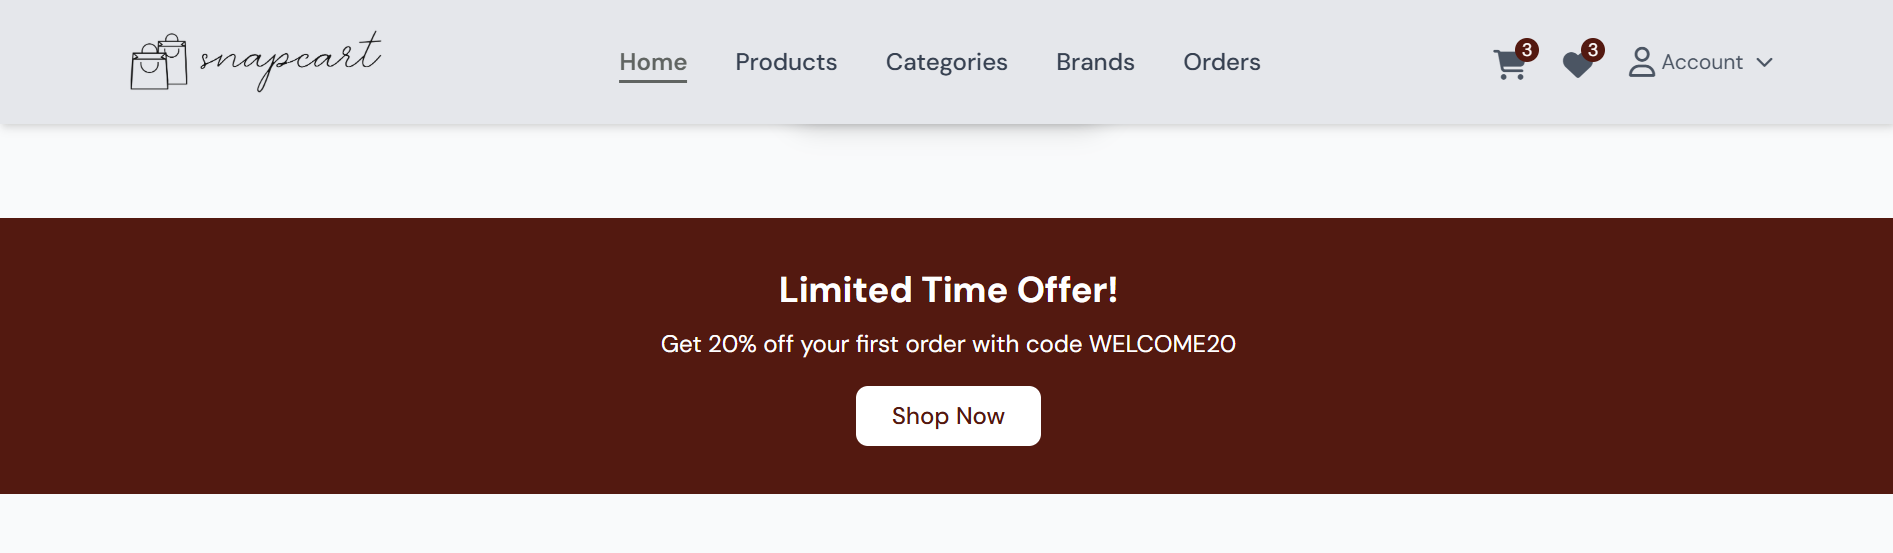 snapcart
Home Products Categories Brands Orders
3 3 Account
Limited Time Offer!
Get 20% off your first order with code WELCOME20
Shop Now